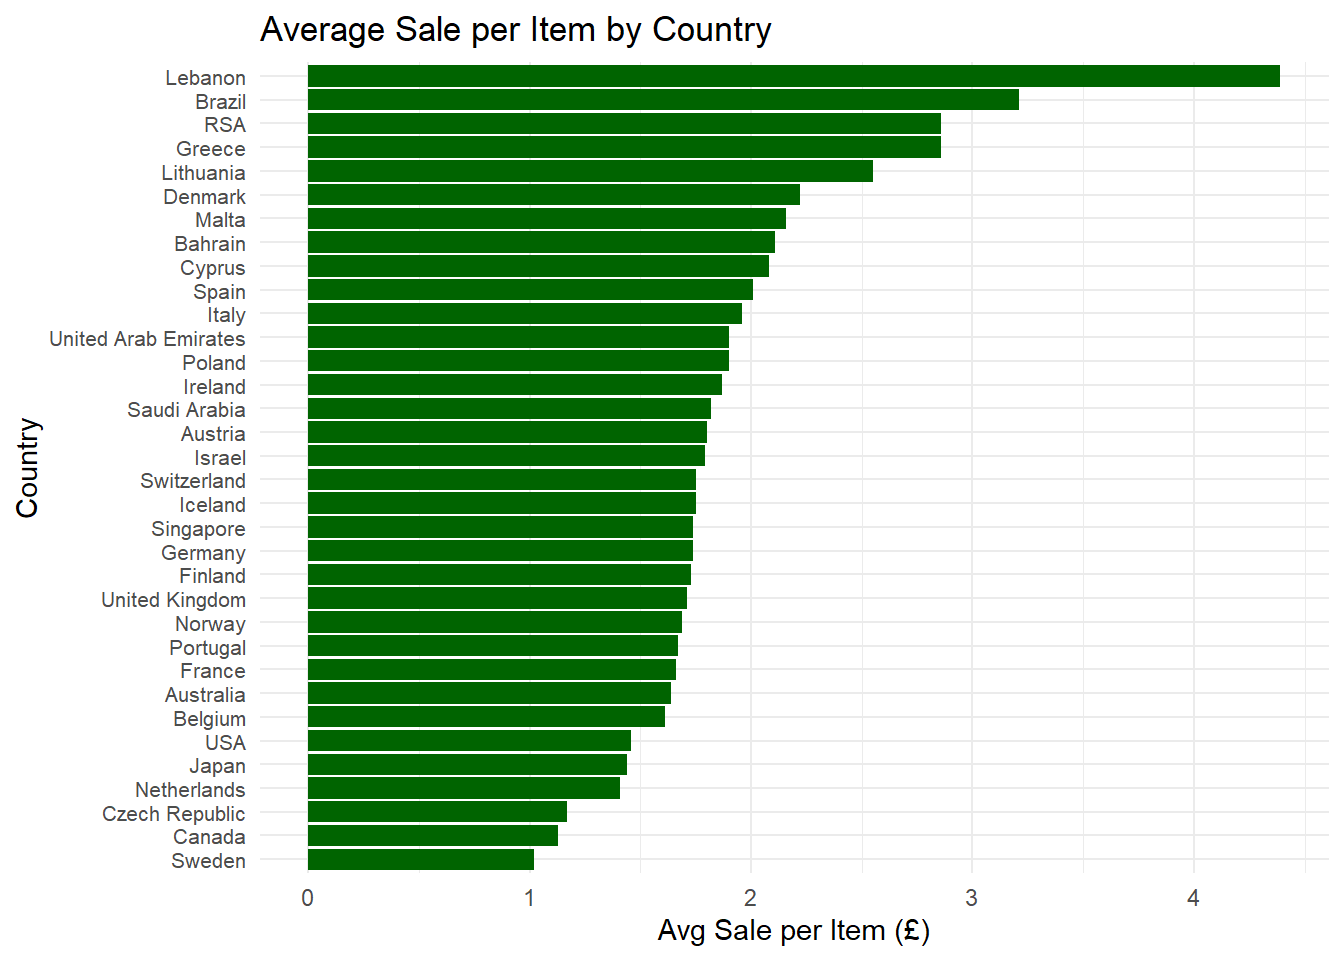 Average Sale per Item by Country
Lebanon
Brazil
RSA
Greece
Lithuania
Denmark
Malta
Bahrain
Cyprus
Spain
Italy
United Arab Emirates
Poland
Ireland
Saudi Arabia
Austria
Israel
Switzerland
Iceland
Singapore
Germany
Finland
United Kingdom
Norway
Portugal
France
Australia
Belgium
USA
Japan
Netherlands
Czech Republic
Canada
Sweden
Country
0 1 2 3 4
Avg Sale per Item (£)